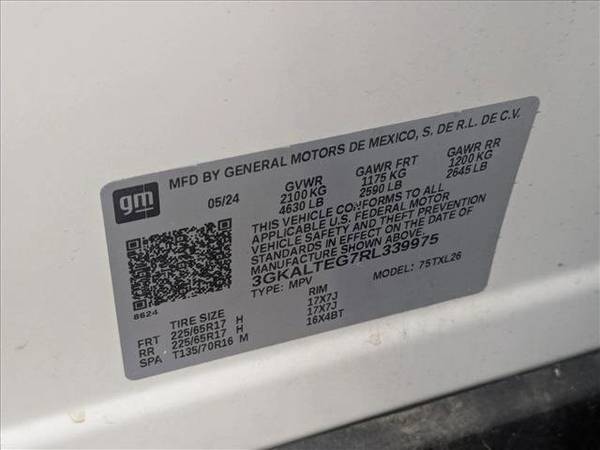 gm
MFD BY GENERAL MOTORS DE MEXICO, S. DE R.L. DE C.V.
05/24 GVWR GAWR FRT GAWR RR
2100 KG 1175 KG 1200 KG
4630 LB 2590 LB 2645 LB
THIS VEHICLE CONFORMS TO ALL
APPLICABLE U.S. FEDERAL MOTOR
VEHICLE SAFETY AND THEFT PREVENTION
STANDARDS IN EFFECT ON THE DATE OF
MANUFACTURE SHOWN ABOVE.
3GKALTEG7RL339975
TYPE: MPV MODEL: 75TXL26
8624
TIRE SIZE RIM
FRT 225/65R17 H 17X7J
RR 225/65R17 H 17X7J
SPA T135/70R16 M 16X4BT